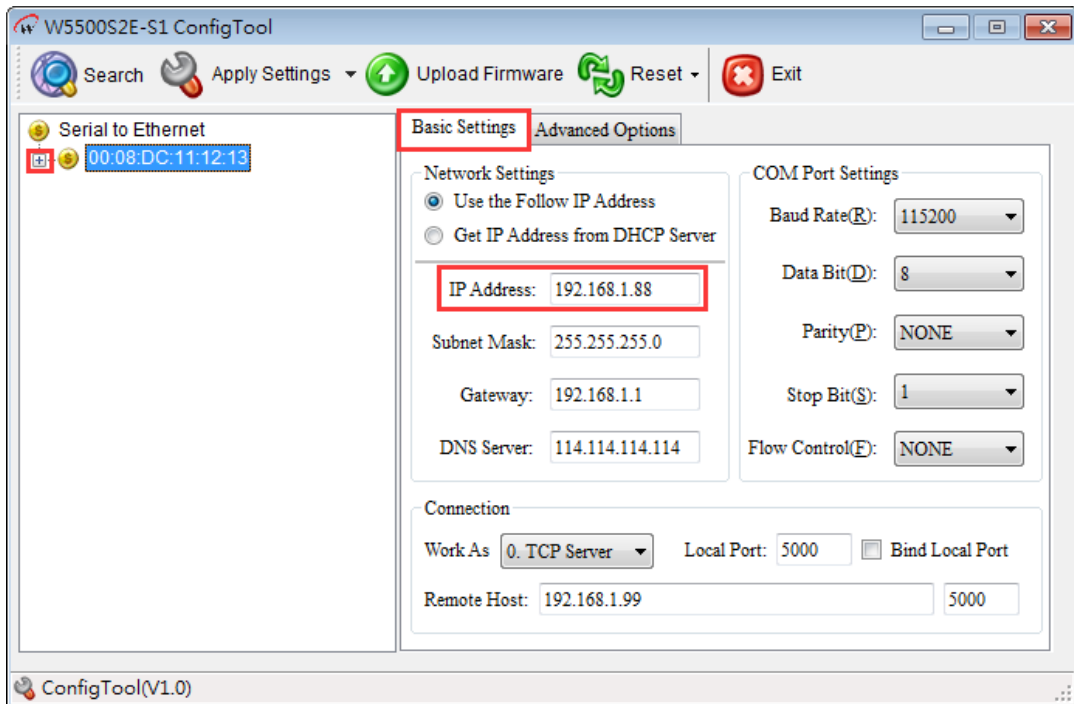 W5500S2E-S1 ConfigTool
Search Apply Settings Upload Firmware Reset Exit
Serial to Ethernet
00:08:DC:11:12:13
Basic Settings Advanced Options
Network Settings
Use the Follow IP Address
Get IP Address from DHCP Server
IP Address: 192.168.1.88
Subnet Mask: 255.255.255.0
Gateway: 192.168.1.1
DNS Server: 114.114.114.114
COM Port Settings
Baud Rate(R): 115200
Data Bit(D): 8
Parity(P): NONE
Stop Bit(S): 1
Flow Control(F): NONE
Connection
Work As 0. TCP Server Local Port: 5000 Bind Local Port
Remote Host: 192.168.1.99 5000
ConfigTool(V1.0)